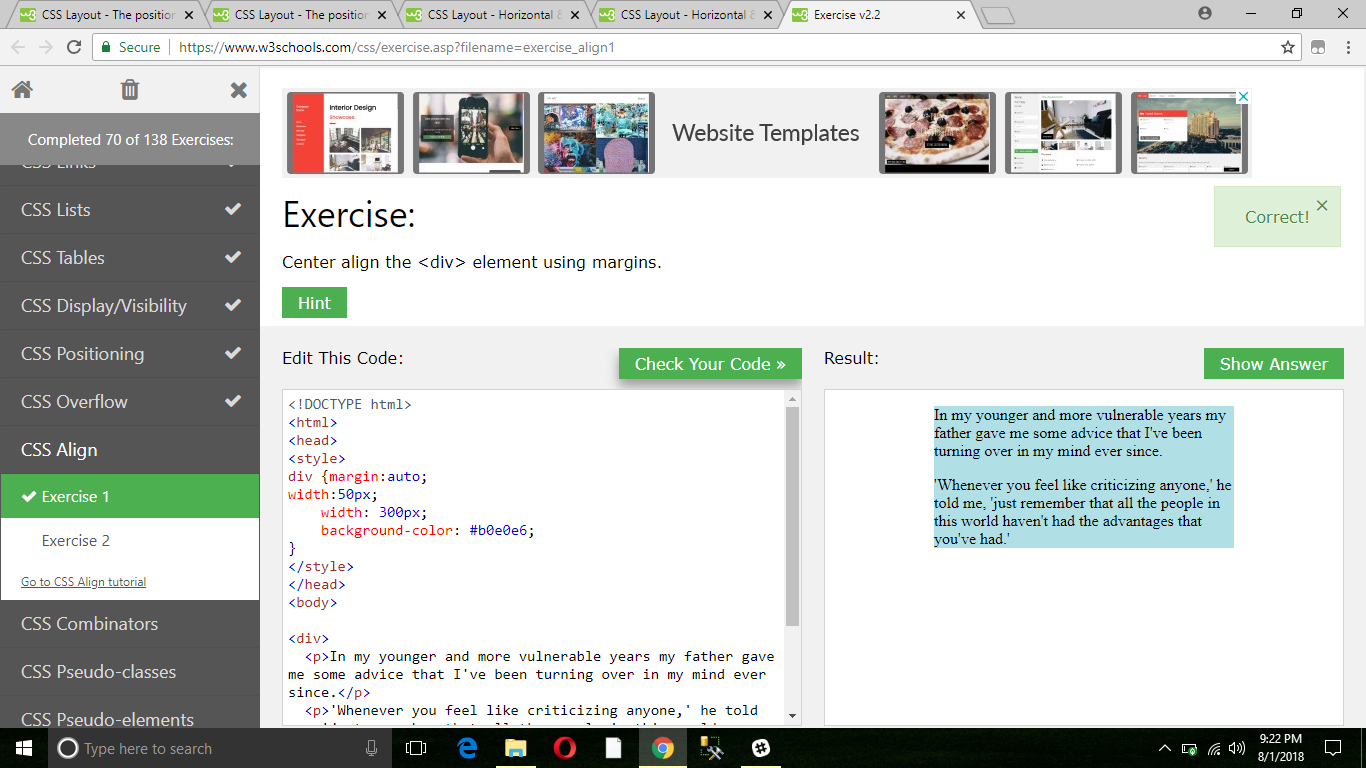 CSS Layout - The position
CSS Layout - The position
CSS Layout - Horizontal &
CSS Layout - Horizontal &
Exercise v2.2
Secure
https://www.w3schools.com/css/exercise.asp?filename=exercise_align1
Completed 70 of 138 Exercises:
CSS Links
CSS Lists
CSS Tables
CSS Display/Visibility
CSS Positioning
CSS Overflow
CSS Align
Exercise 1
Exercise 2
Go to CSS Align tutorial
CSS Combinators
CSS Pseudo-classes
CSS Pseudo-elements
Interior Design
Showcase
Website Templates
Exercise:
Correct!
Center align the <div> element using margins.
Hint
Edit This Code:
Check Your Code »
<!DOCTYPE html>
<html>
<head>
<style>
div {margin:auto;
width:50px;
width: 300px;
background-color: #b0e0e6;
}
</style>
</head>
<body>
<div>
<p>In my younger and more vulnerable years my father gave
me some advice that I've been turning over in my mind ever
since.</p>
<p>'Whenever you feel like criticizing anyone,' he told
Result:
Show Answer
In my younger and more vulnerable years my
father gave me some advice that I've been
turning over in my mind ever since.
'Whenever you feel like criticizing anyone,' he
told me, 'just remember that all the people in
this world haven't had the advantages that
you've had.'
Type here to search
9:22 PM
8/1/2018